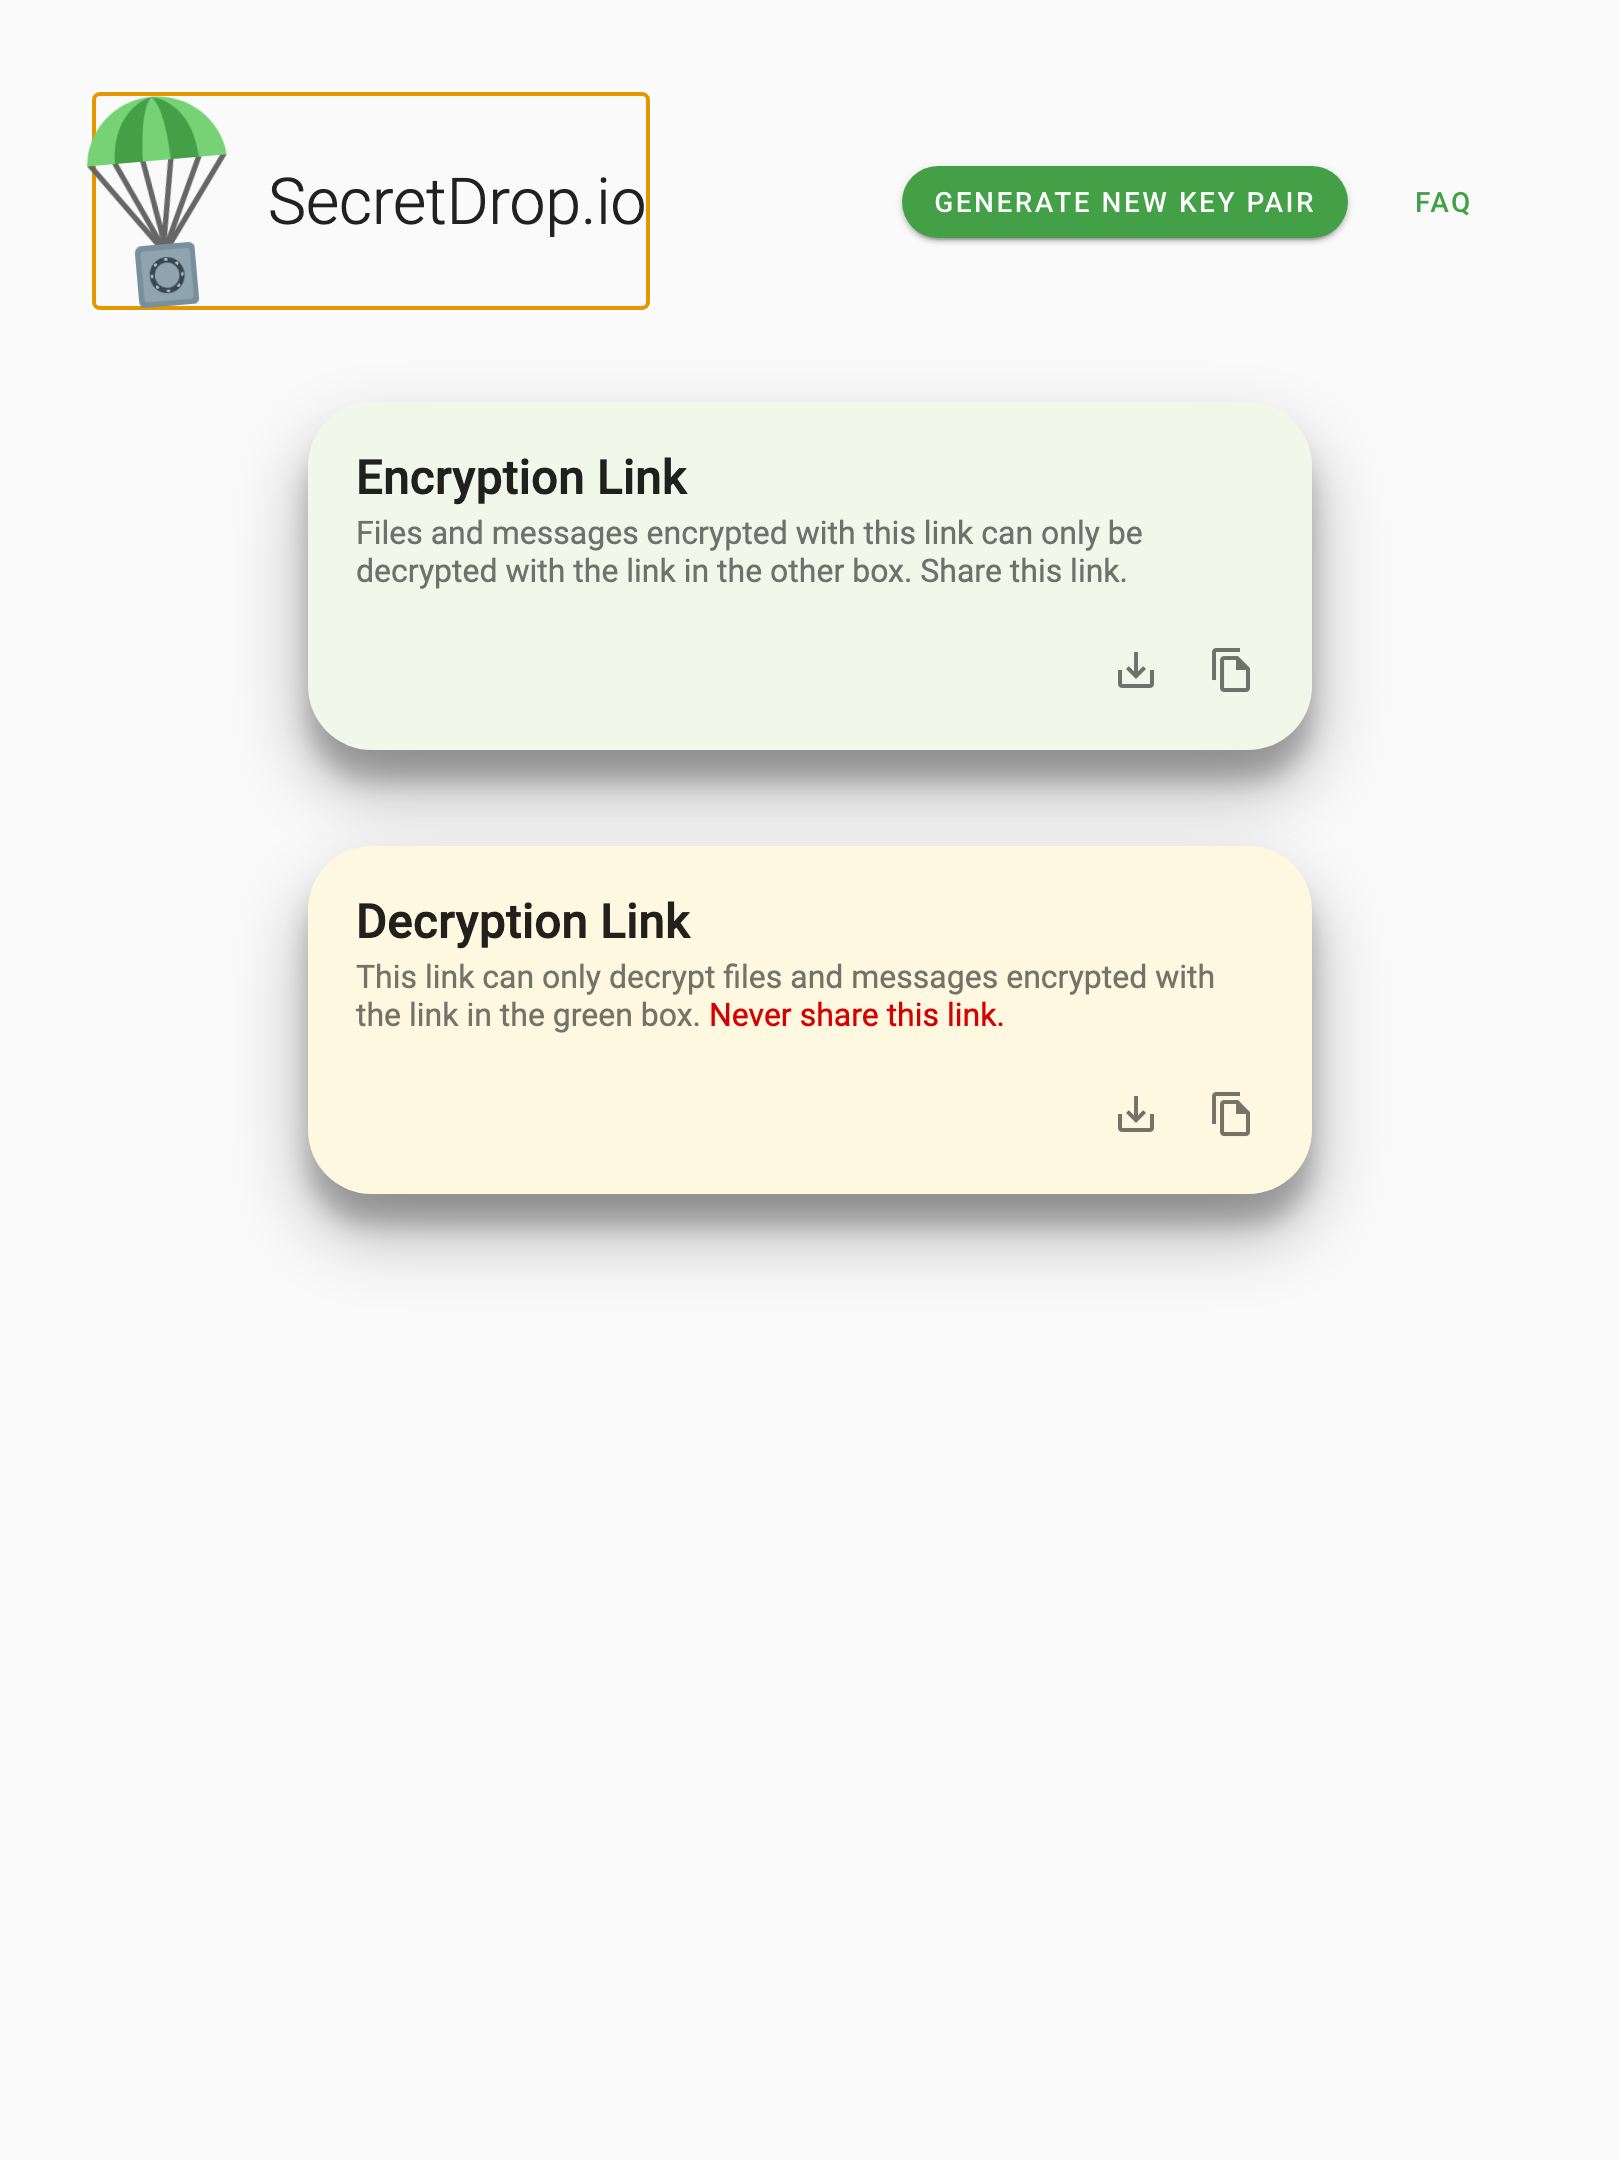 SecretDrop.io
GENERATE NEW KEY PAIR
FAQ
Encryption Link
Files and messages encrypted with this link can only be
decrypted with the link in the other box. Share this link.
Decryption Link
This link can only decrypt files and messages encrypted with
the link in the green box. Never share this link.